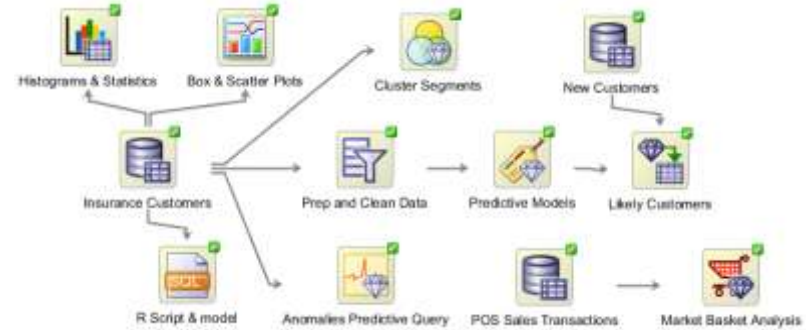 Histograms & Statistics
Box & Scatter Plots
Cluster Segments
New Customers
Insurance Customers
Prep and Clean Data
Predictive Models
Likely Customers
SQL
R Script & model
Anomalies Predictive Query
POS Sales Transactions
Market Basket Analysis